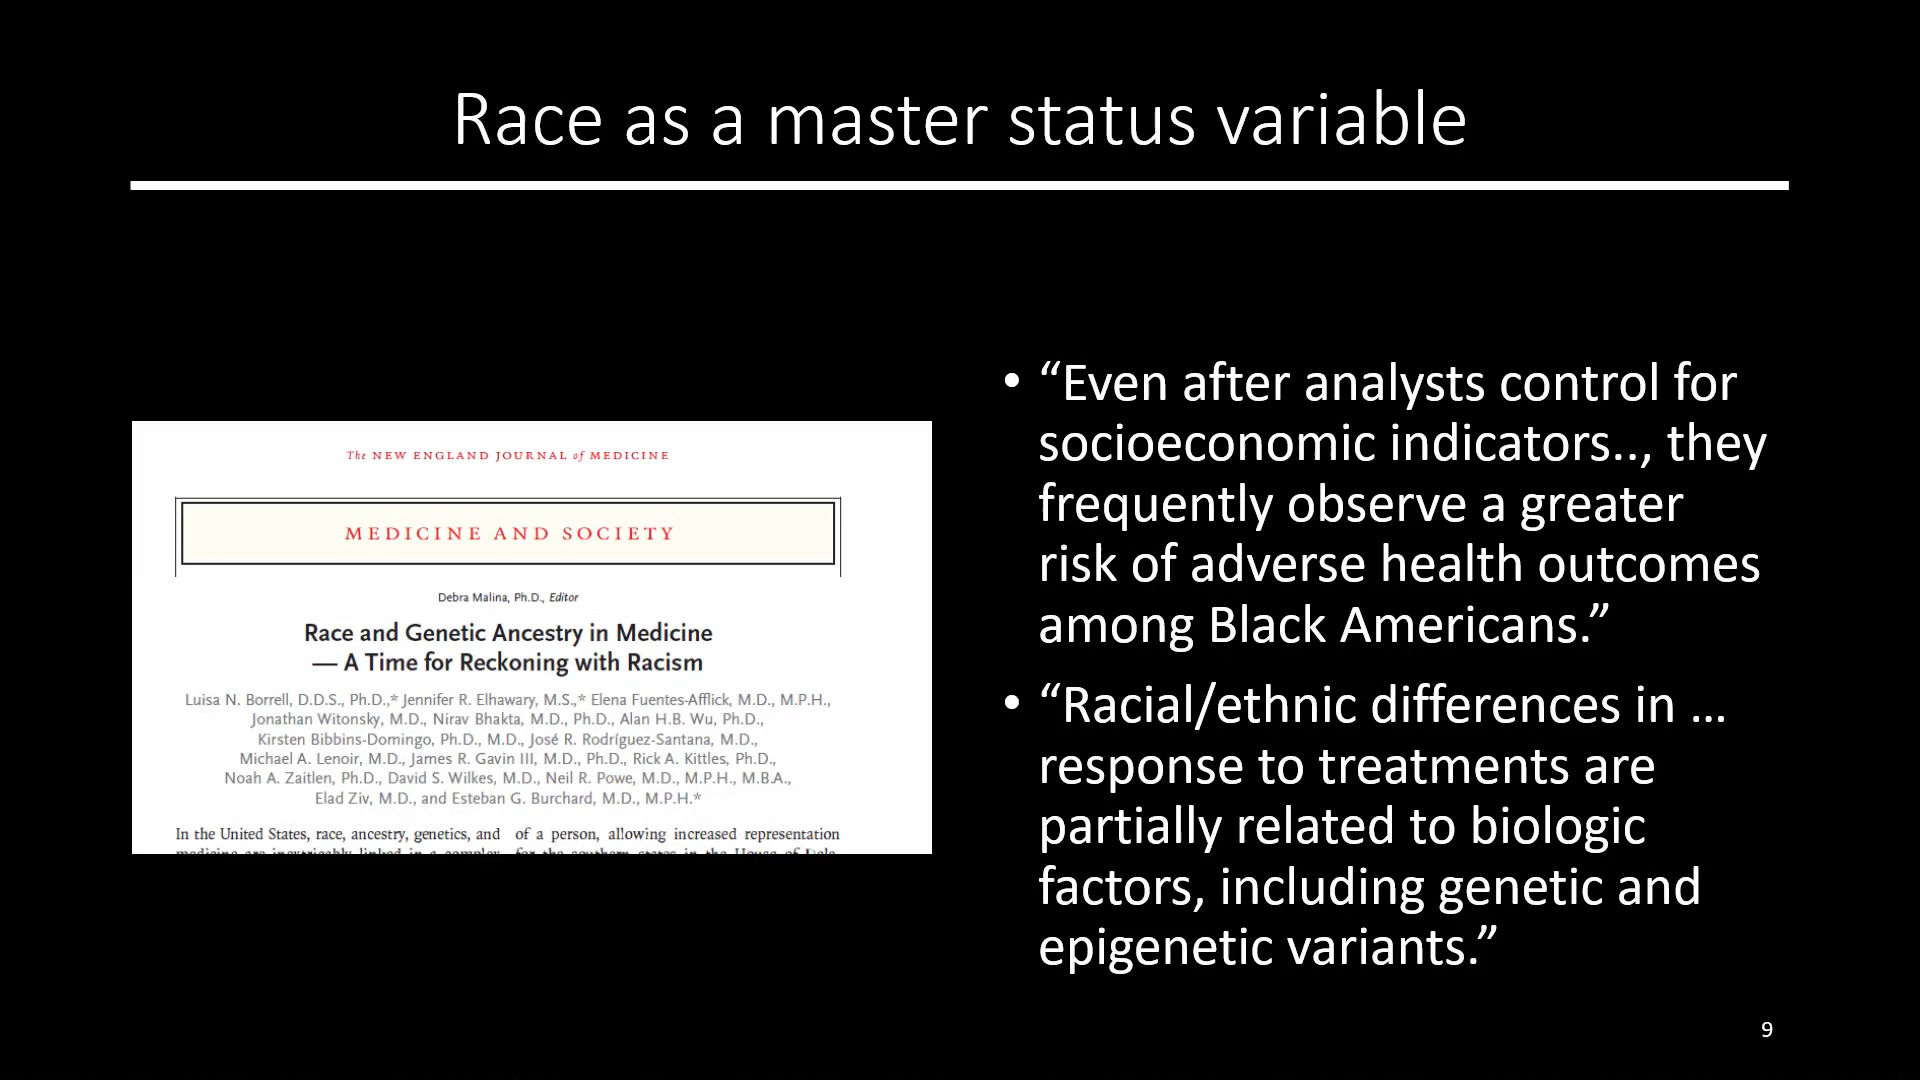 Race as a master status variable
The NEW ENGLAND JOURNAL of MEDICINE
MEDICINE AND SOCIETY
Debra Malina, Ph.D., Editor
Race and Genetic Ancestry in Medicine
— A Time for Reckoning with Racism
Luisa N. Borrell, D.D.S., Ph.D.,* Jennifer R. Elhawary, M.S.,* Elena Fuentes-Afflick, M.D., M.P.H.,
Jonathan Witonsky, M.D., Nirav Bhakta, M.D., Ph.D., Alan H.B. Wu, Ph.D.,
Kirsten Bibbins-Domingo, Ph.D., M.D., José R. Rodríguez-Santana, M.D.,
Michael A. Lenoir, M.D., James R. Gavin III, M.D., Ph.D., Rick A. Kittles, Ph.D.,
Noah A. Zaitlen, Ph.D., David S. Wilkes, M.D., Neil R. Powe, M.D., M.P.H., M.B.A.,
Elad Ziv, M.D., and Esteban G. Burchard, M.D., M.P.H.*
In the United States, race, ancestry, genetics, and
of a person, allowing increased representation
• “Even after analysts control for
socioeconomic indicators.., they
frequently observe a greater
risk of adverse health outcomes
among Black Americans.”
• “Racial/ethnic differences in …
response to treatments are
partially related to biologic
factors, including genetic and
epigenetic variants.”
9